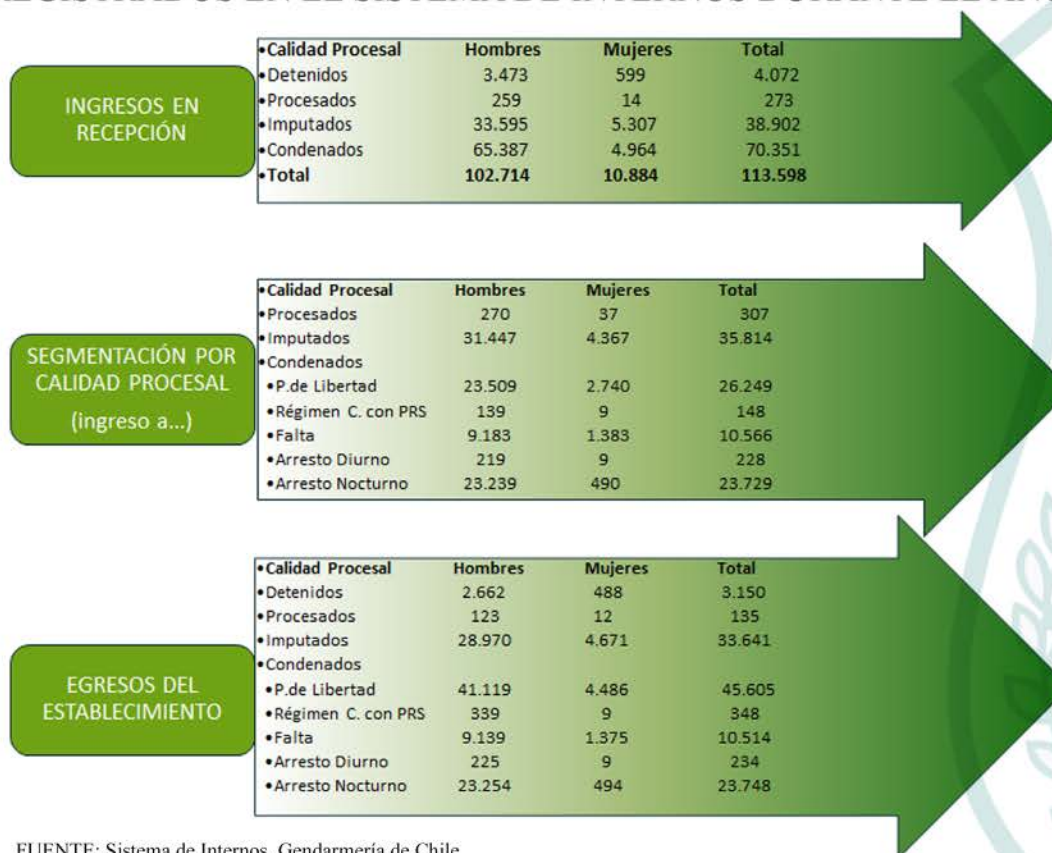 INGRESOS EN
RECEPCIÓN
•Calidad Procesal Hombres Mujeres Total
•Detenidos 3.473 599 4.072
•Procesados 259 14 273
•Imputados 33.595 5.307 38.902
•Condenados 65.387 4.964 70.351
•Total 102.714 10.884 113.598
SEGMENTACIÓN POR
CALIDAD PROCESAL
(ingreso a...)
•Calidad Procesal Hombres Mujeres Total
•Procesados 270 37 307
•Imputados 31.447 4.367 35.814
•Condenados
•P.de Libertad 23.509 2.740 26.249
•Régimen C. con PRS 139 9 148
•Falta 9.183 1.383 10.566
•Arresto Diurno 219 9 228
•Arresto Nocturno 23.239 490 23.729
EGRESOS DEL
ESTABLECIMIENTO
•Calidad Procesal Hombres Mujeres Total
•Detenidos 2.662 488 3.150
•Procesados 123 12 135
•Imputados 28.970 4.671 33.641
•Condenados
•P.de Libertad 41.119 4.486 45.605
•Régimen C. con PRS 339 9 348
•Falta 9.139 1.375 10.514
•Arresto Diurno 225 9 234
•Arresto Nocturno 23.254 494 23.748
FUENTE: Sistema de Internos, Gendarmería de Chile